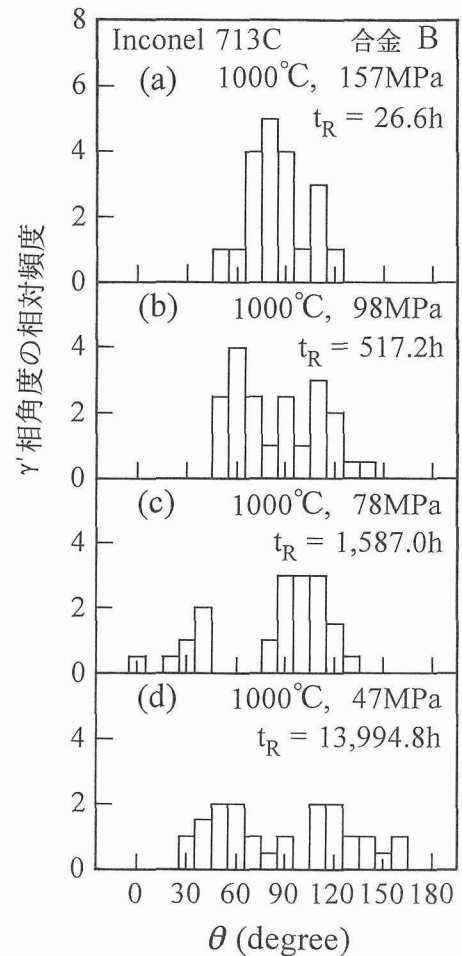 Inconel 713C 合金 B
(a) 1000℃, 157MPa
t_R = 26.6h
8
6
4
2
0
(b) 1000℃, 98MPa
t_R = 517.2h
4
2
0
(c) 1000℃, 78MPa
t_R = 1,587.0h
4
2
0
(d) 1000℃, 47MPa
t_R = 13,994.8h
4
2
0
γ'相角度の相対頻度
0 30 60 90 120 150 180
θ (degree)